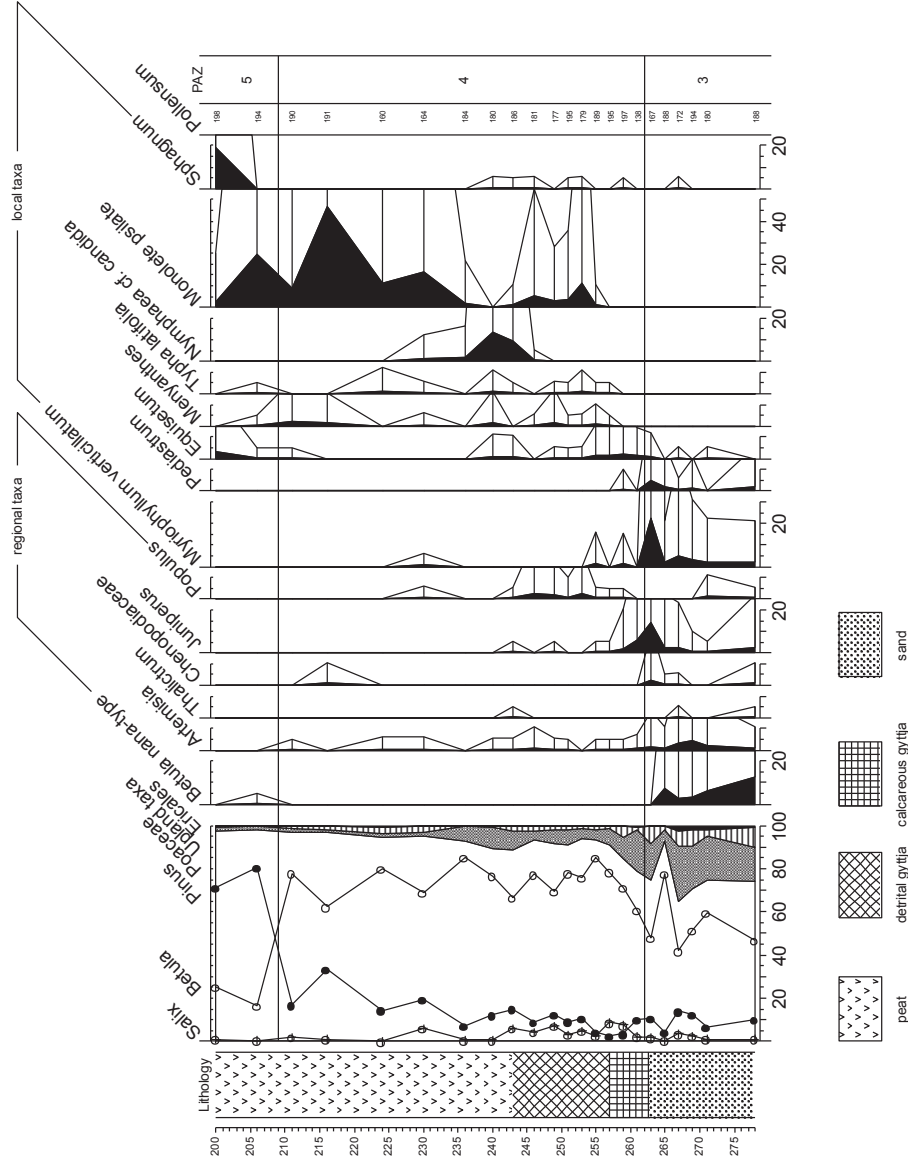 regional taxa
local taxa
Lithology
Salix
Betula
Pinus
Poaceae
Upland taxa
Ericales
Betula nana-type
Artemisia
Thalictrum
Chenopodiaceae
Juniperus
Populus
Myriophyllum verticillatum
Pediastrum
Equisetum
Menyanthes
Typha latifolia
Nymphaea cf. candida
Monolete psilate
Sphagnum
Pollensum
PAZ
5
4
3
198
194
190
191
160
164
184
180
186
181
177
195
179
189
195
197
138
167
188
172
194
180
188
200
205
210
215
220
225
230
235
240
245
250
255
260
265
270
275
20 40 60 80 100
20
20
20
20
20 40
20
peat
detrital gyttja
calcareous gyttja
sand